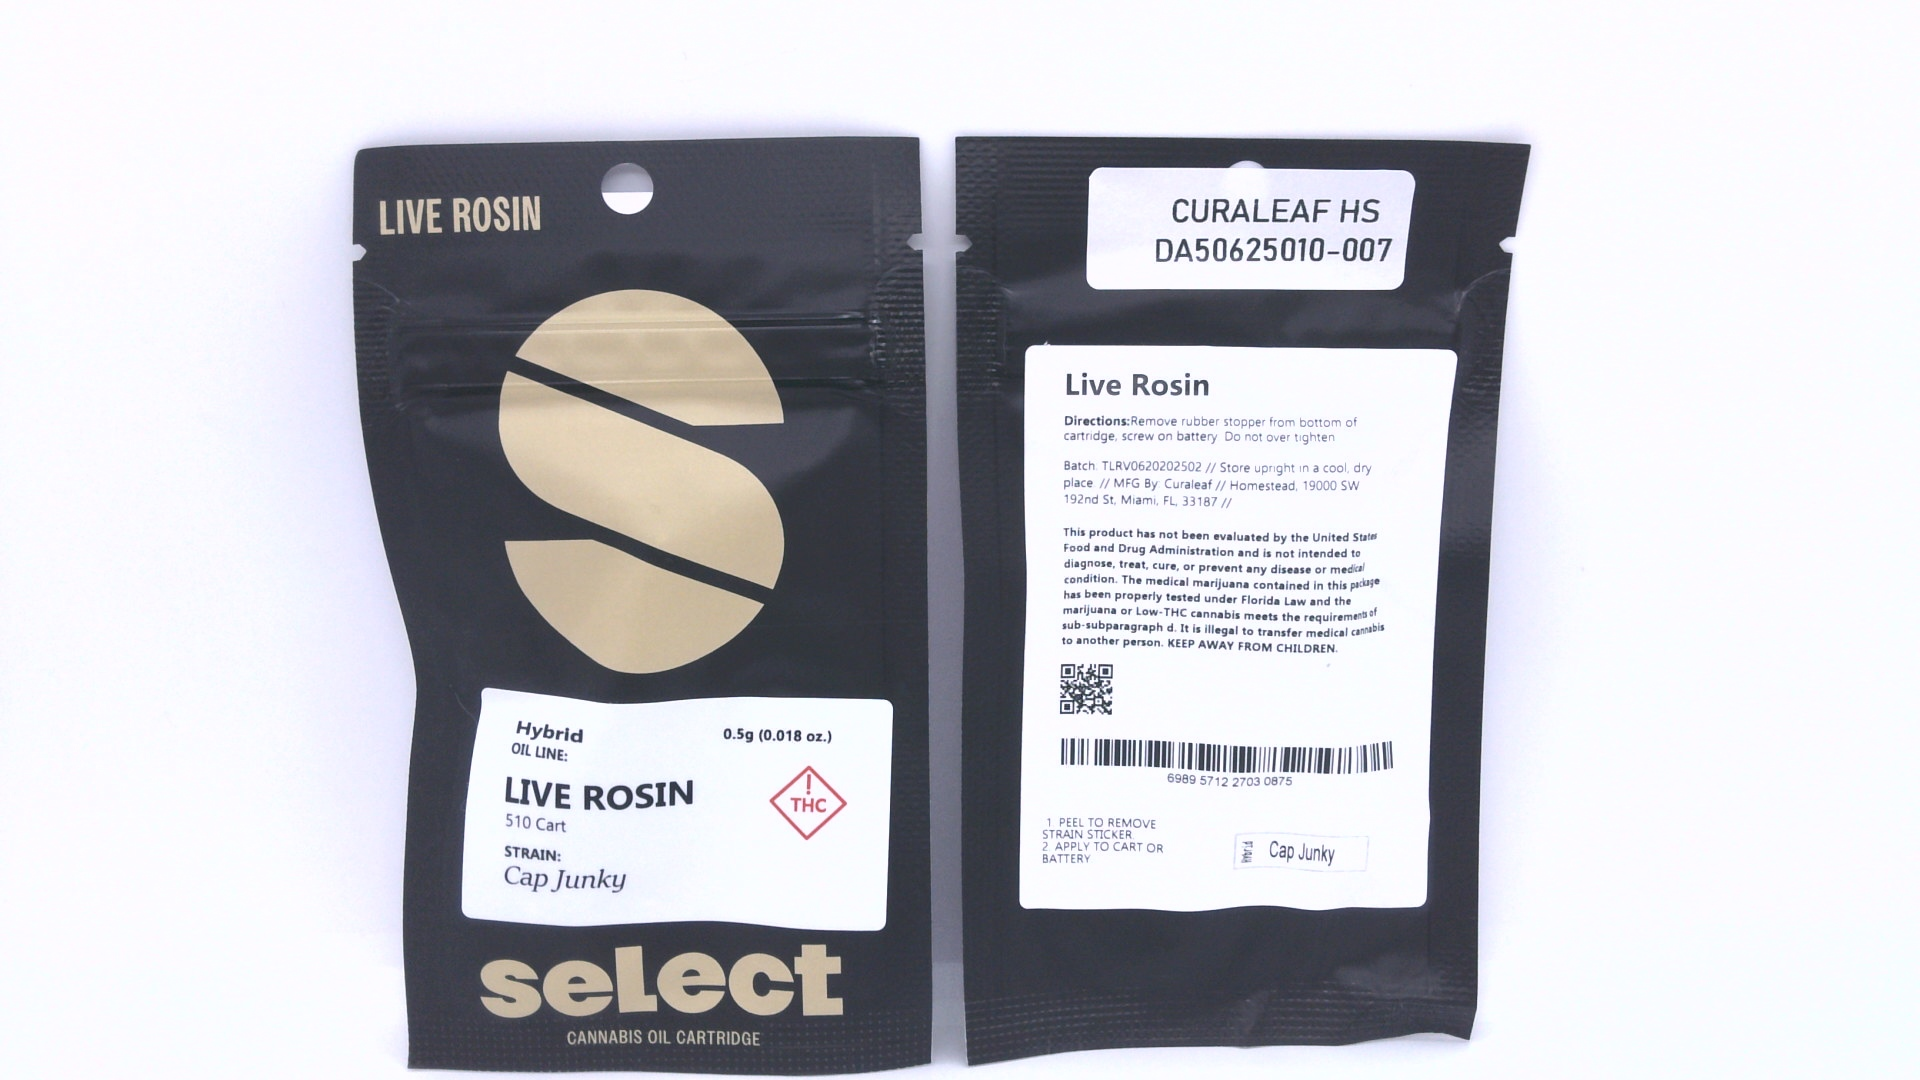 LIVE ROSIN
Hybrid
0.5g (0.018 oz.)
OIL LINE:
LIVE ROSIN
510 Cart
!
THC
STRAIN:
Cap Junky
select
CANNABIS OIL CARTRIDGE
CURALEAF HS
DA50625010-007
Live Rosin
Directions:Remove rubber stopper from bottom of
cartridge, screw on battery Do not over tighten
Batch: TLRV0620202502 // Store upright in a cool, dry
place // MFG By: Curaleaf // Homestead, 19000 SW
192nd St, Miami, FL, 33187 //
This product has not been evaluated by the United States
Food and Drug Administration and is not intended to
diagnose, treat, cure, or prevent any disease or medical
condition. The medical marijuana contained in this package
has been properly tested under Florida Law and the
marijuana or Low-THC cannabis meets the requirements of
sub-subparagraph d. It is illegal to transfer medical cannabis
to another person. KEEP AWAY FROM CHILDREN.
6989 5712 2703 0875
1 PEEL TO REMOVE
STRAIN STICKER
2 APPLY TO CART OR
BATTERY
Cap Junky